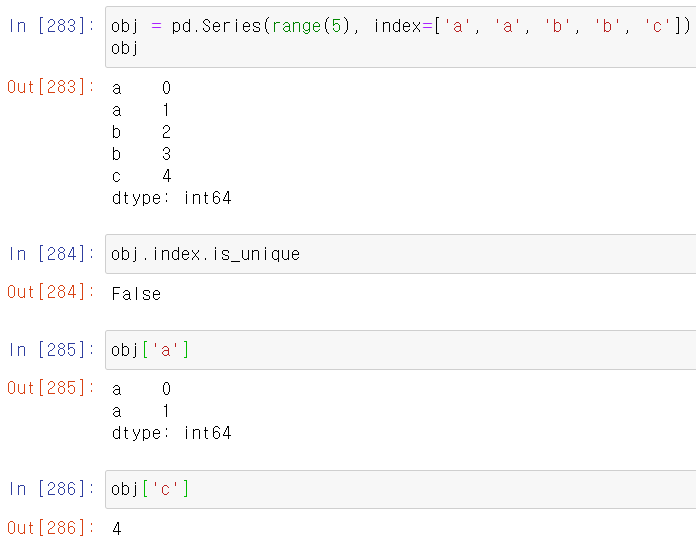 In [283]: obj = pd.Series(range(5), index=['a', 'a', 'b', 'b', 'c'])
obj
Out[283]: a    0
a    1
b    2
b    3
c    4
dtype: int64
In [284]: obj.index.is_unique
Out[284]: False
In [285]: obj['a']
Out[285]: a    0
a    1
dtype: int64
In [286]: obj['c']
Out[286]: 4